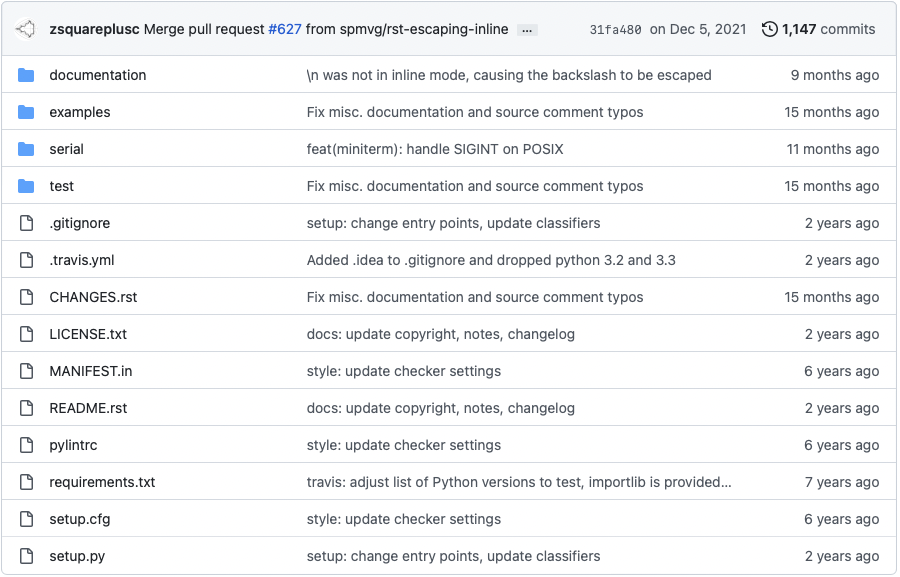 zsquareplusc Merge pull request #627 from spmvg/rst-escaping-inline ... 31fa480 on Dec 5, 2021 1,147 commits
documentation \n was not in inline mode, causing the backslash to be escaped 9 months ago
examples Fix misc. documentation and source comment typos 15 months ago
serial feat(miniterm): handle SIGINT on POSIX 11 months ago
test Fix misc. documentation and source comment typos 15 months ago
.gitignore setup: change entry points, update classifiers 2 years ago
.travis.yml Added .idea to .gitignore and dropped python 3.2 and 3.3 2 years ago
CHANGES.rst Fix misc. documentation and source comment typos 15 months ago
LICENSE.txt docs: update copyright, notes, changelog 2 years ago
MANIFEST.in style: update checker settings 6 years ago
README.rst docs: update copyright, notes, changelog 2 years ago
pylintrc style: update checker settings 6 years ago
requirements.txt travis: adjust list of Python versions to test, importlib is provided... 7 years ago
setup.cfg style: update checker settings 6 years ago
setup.py setup: change entry points, update classifiers 2 years ago